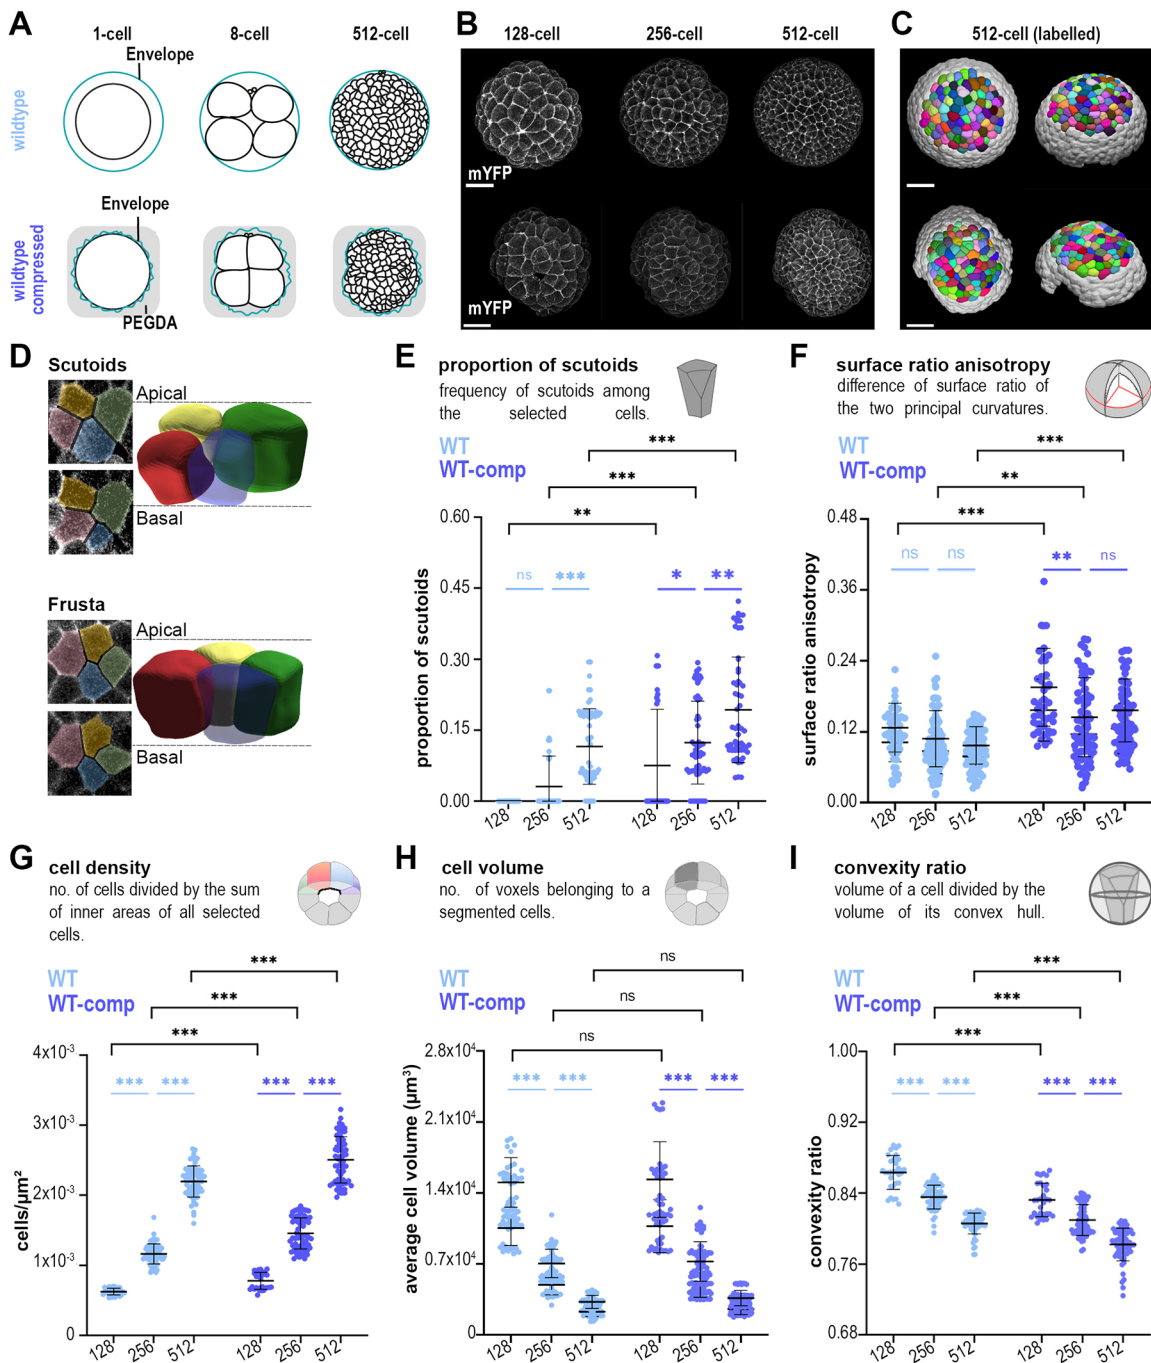 A
1-cell
8-cell
512-cell
Envelope
wildtype
Envelope
wildtype
compressed
PEGDA
B
128-cell
256-cell
512-cell
mYFP
mYFP
C
512-cell (labelled)
D
Scutoids
Apical
Basal
Frusta
Apical
Basal
E
proportion of scutoids
frequency of scutoids among
the selected cells.
WT
WT-comp
***
***
**
ns
***
*
**
proportion of scutoids
0.60
0.45
0.30
0.15
0.00
128
256
512
128
256
512
F
surface ratio anisotropy
difference of surface ratio of
the two principal curvatures.
WT
WT-comp
***
**
***
ns
ns
**
ns
surface ratio anisotropy
0.48
0.36
0.24
0.12
0.00
128
256
512
128
256
512
G
cell density
no. of cells divided by the sum
of inner areas of all selected
cells.
WT
WT-comp
***
***
***
***
***
***
***
cells/µm²
4x10⁻³
3x10⁻³
2x10⁻³
1x10⁻³
0
128
256
512
128
256
512
H
cell volume
no. of voxels belonging to a
segmented cells.
WT
WT-comp
ns
ns
ns
***
***
***
***
average cell volume (µm³)
2.8x10⁴
2.1x10⁴
1.4x10⁴
0.7x10⁴
0
128
256
512
128
256
512
I
convexity ratio
volume of a cell divided by the
volume of its convex hull.
WT
WT-comp
***
***
***
***
***
***
***
convexity ratio
1.00
0.92
0.84
0.76
0.68
128
256
512
128
256
512